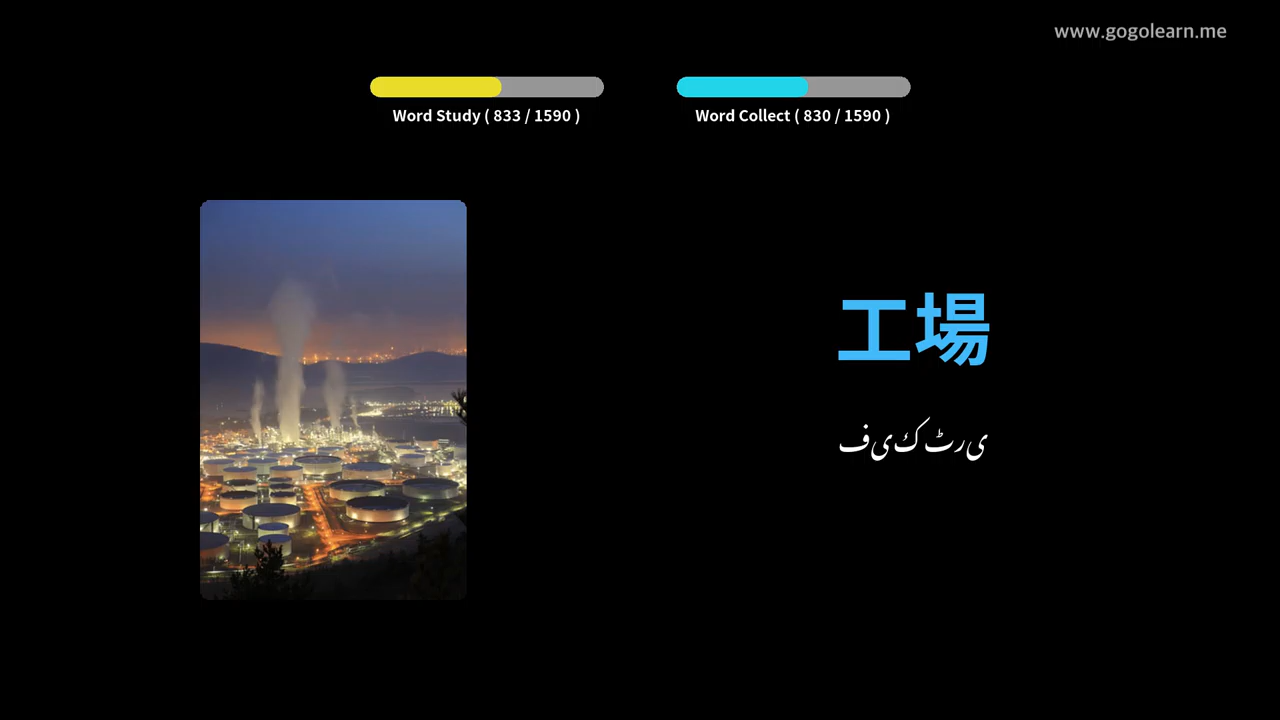 www.gogolearn.me
Word Study ( 833 / 1590 )
Word Collect ( 830 / 1590 )
工場
فیکٹری